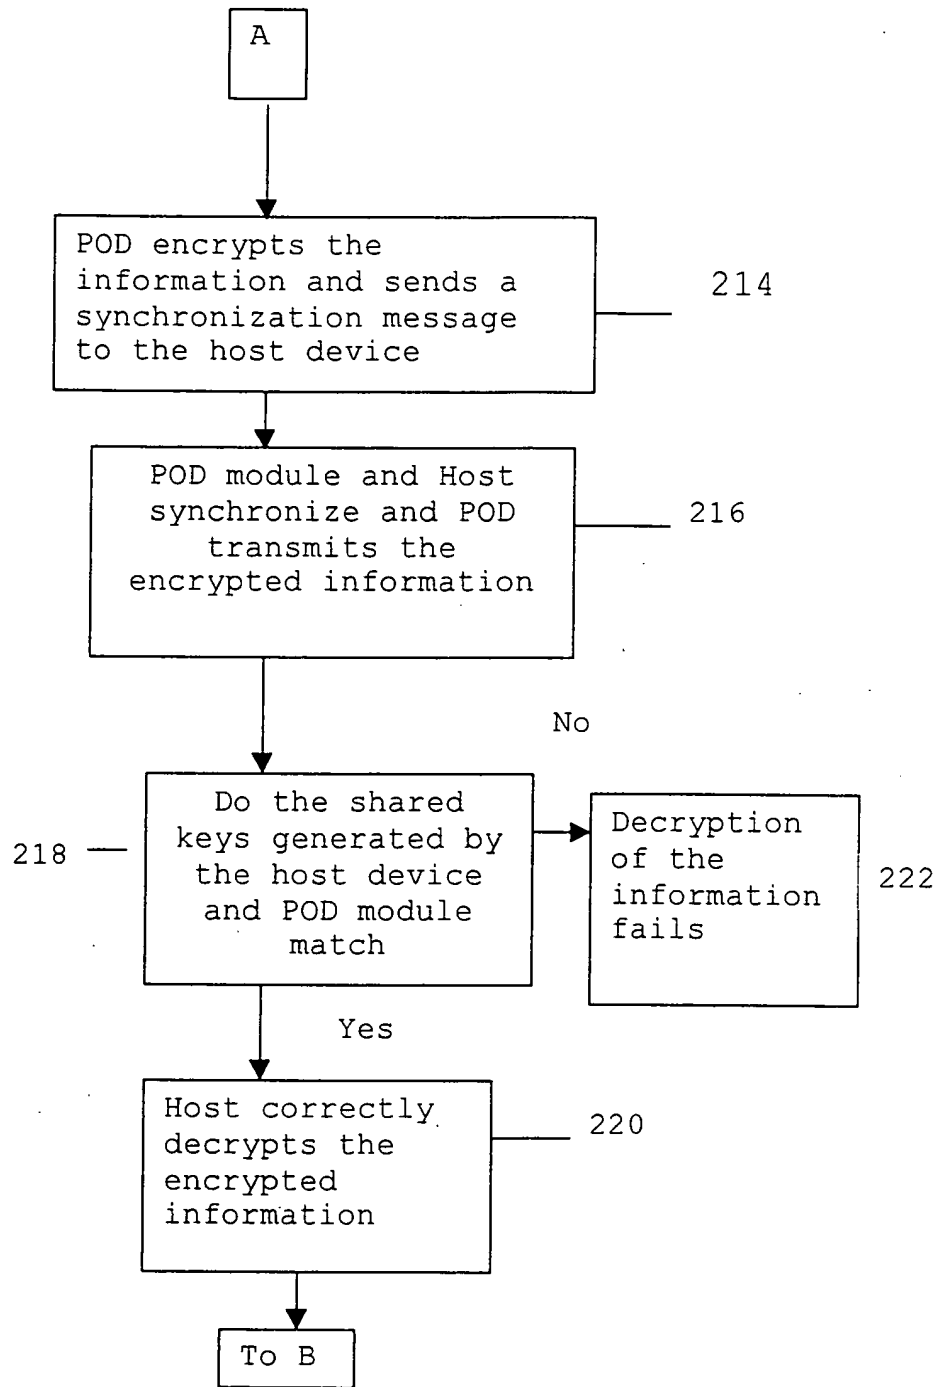 A
POD encrypts the
information and sends a
synchronization message
to the host device
214
POD module and Host
synchronize and POD
transmits the
encrypted information
216
No
Do the shared
keys generated by
the host device
and POD module
match
218
Decryption
of the
information
fails
222
Yes
Host correctly
decrypts the
encrypted
information
220
To B